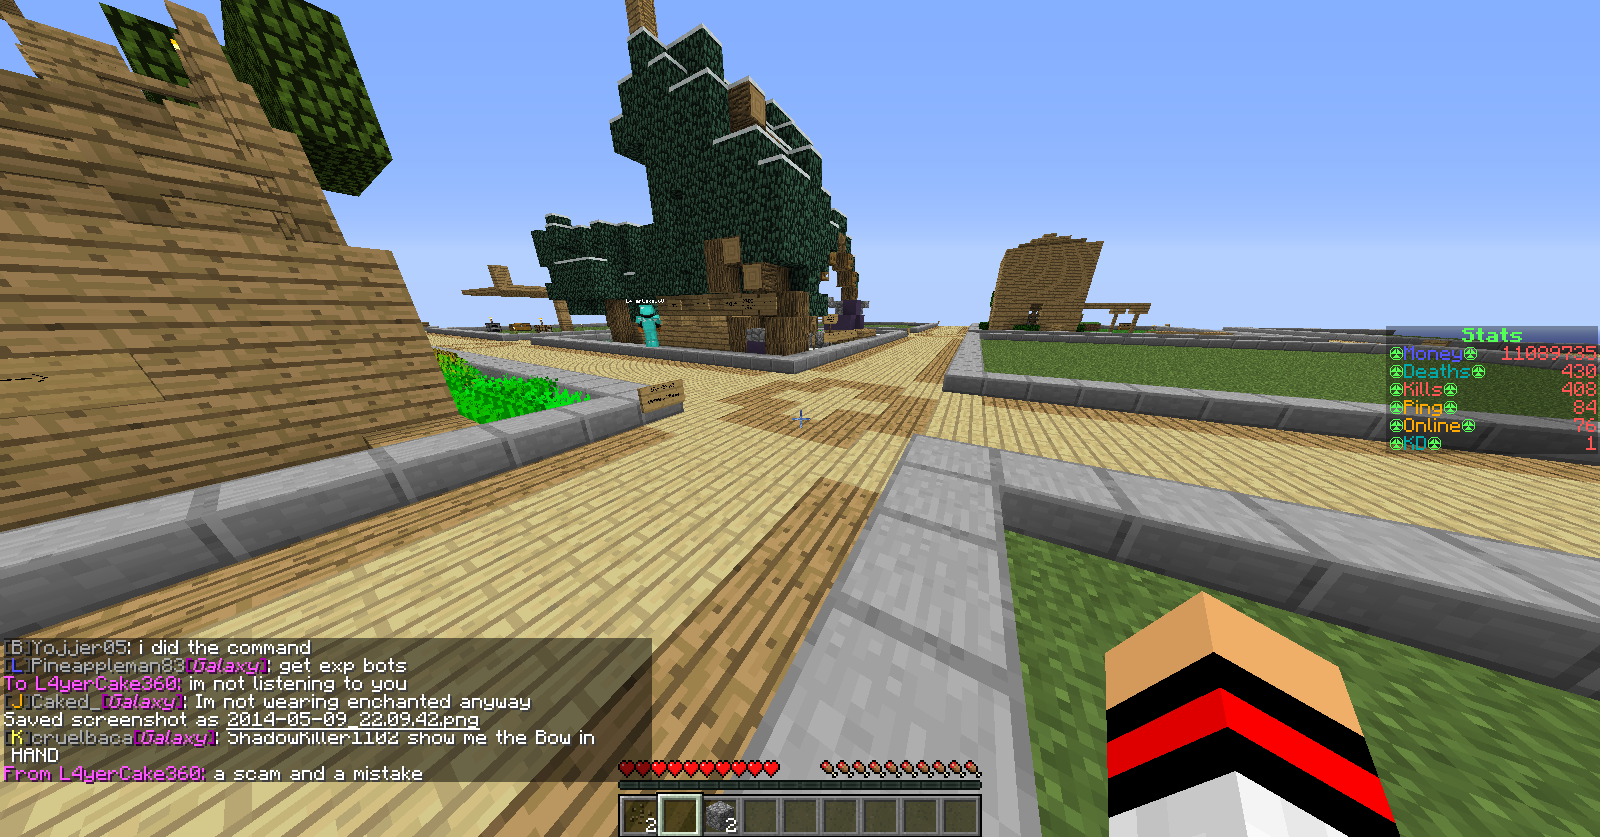 Stats
Money 11089735
Deaths 430
Kills 408
Ping 84
Online 76
KD 1
[B]Yojjer05: i did the command
[L]Pineappleman83[Galaxy]: get exp bots
To L4yerCake360: im not listening to you
[J]Caked_[Galaxy]: Im not wearing enchanted anyway
Saved screenshot as 2014-05-09_22.09.42.png
[K]cruelbaca[Galaxy]: ShadowKiller1102 show me the Bow in
HAND
From L4yerCake360: a scam and a mistake
2
2